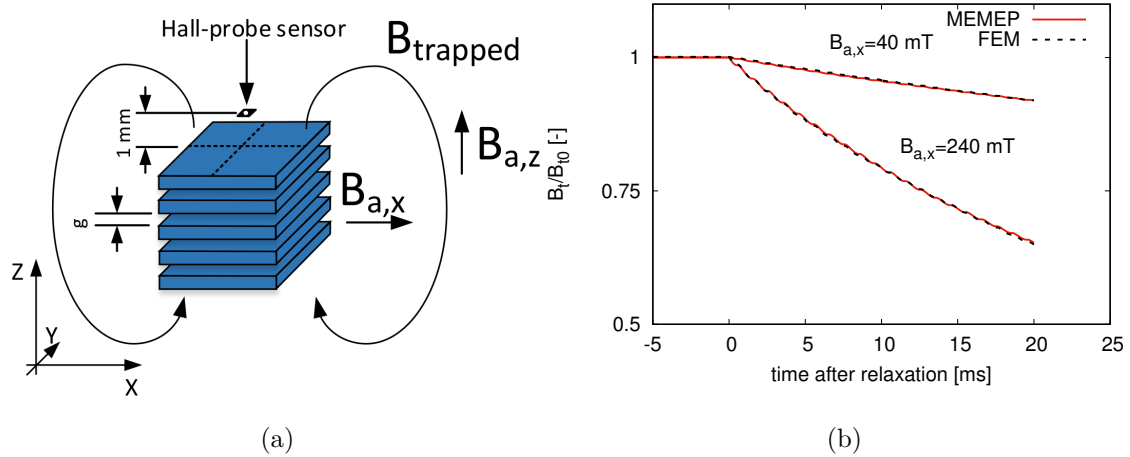 Hall-probe sensor
B_trapped
1 mm
B_a,z
B_a,x
g
Z
Y
X
(a)
MEMEP
FEM
B_a,x=40 mT
B_a,x=240 mT
1
0.75
0.5
B_t/B_t0 [-]
-5 0 5 10 15 20 25
time after relaxation [ms]
(b)